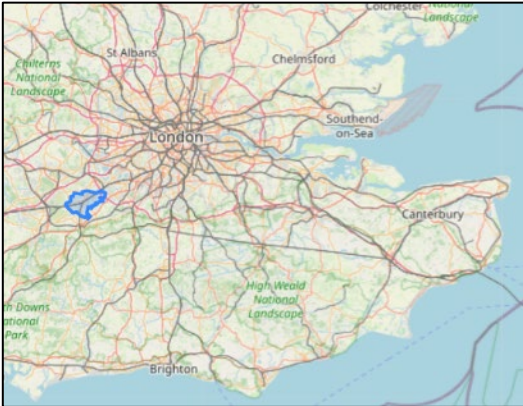 Colchester
National
Landscape
St Albans
Chelmsford
Chilterns
National
Landscape
Southend-
on-Sea
London
Canterbury
High Weald
National
Landscape
th Downs
ational
Park
Brighton